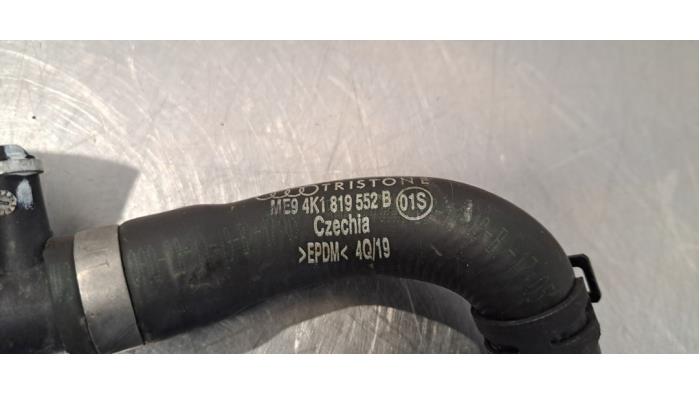 TRISTONE
ME9 4K1 819 552 B 01S
Czechia
>EPDM< 4Q/19